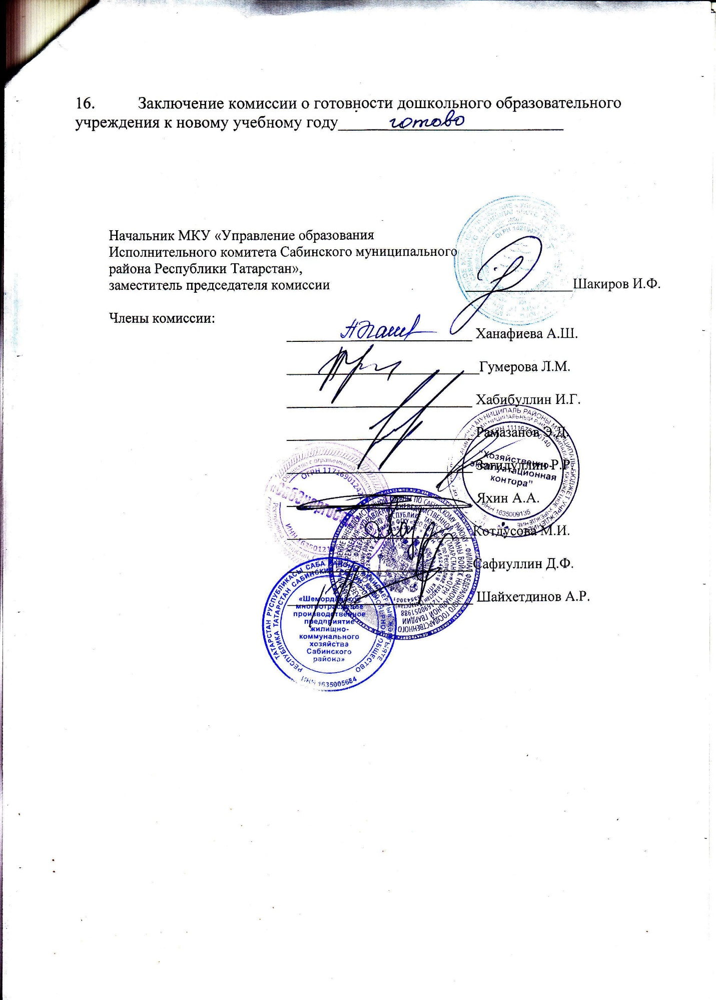 16. Заключение комиссии о готовности дошкольного образовательного
учреждения к новому учебному году готово
Начальник МКУ «Управление образования
Исполнительного комитета Сабинского муниципального
района Республики Татарстан»,
заместитель председателя комиссии Шакиров И.Ф.
Члены комиссии:
Ханафиева А.Ш.
Гумерова Л.М.
Хабибуллин И.Г.
Рамазанов Э.Д.
Загидуллин Р.Р.
Яхин А.А.
Котдусова М.И.
Сафиуллин Д.Ф.
Шайхетдинов А.Р.
"Хозяйственно-
эксплуатационная
контора"
ИНН 1635009135
«Шеморданское
многоотраслевое
производственное
предприятие
жилищно-
коммунального
хозяйства
Сабинского
района»
ИНН 1635005684